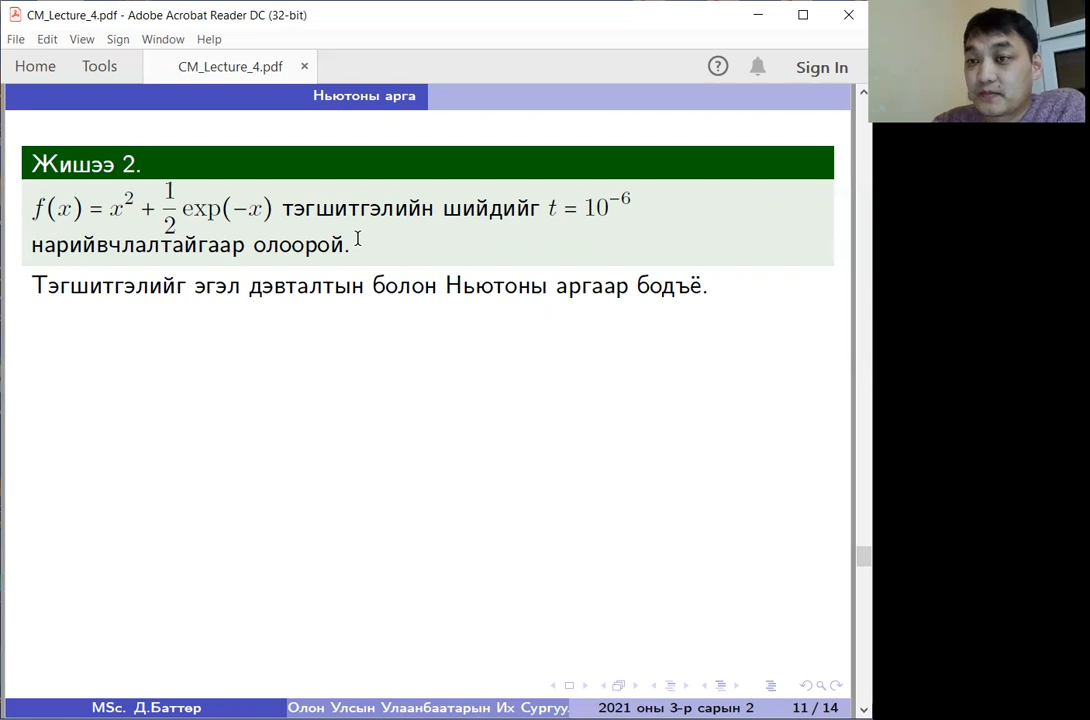 CM_Lecture_4.pdf - Adobe Acrobat Reader DC (32-bit)
File Edit View Sign Window Help
Home Tools CM_Lecture_4.pdf × Sign In
Ньютоны арга
Жишээ 2.
f(x) = x² + 1/2 exp(−x) тэгшитгэлийн шийдийг t = 10⁻⁶
нарийвчлалтайгаар олоорой.
Тэгшитгэлийг эгэл дэвталтын болон Ньютоны аргаар бодъё.
MSc. Д.Баттөр Олон Улсын Улаанбаатарын Их Сургуу. 2021 оны 3-р сарын 2 11 / 14